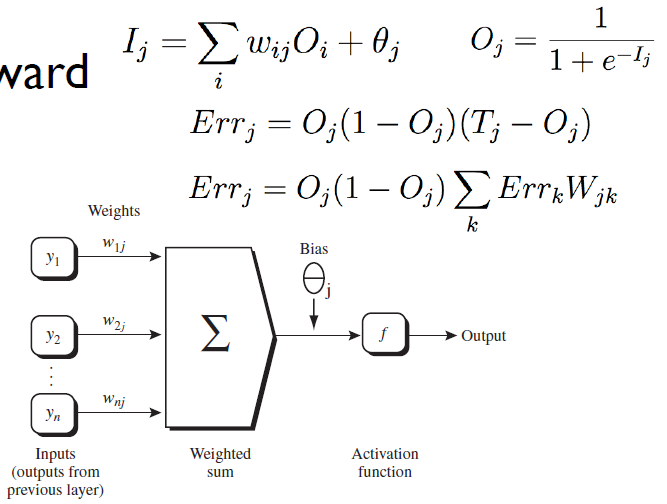 ward
I_j = \sum_i w_{ij} O_i + \theta_j    O_j = \frac{1}{1 + e^{-I_j}}
Err_j = O_j(1 - O_j)(T_j - O_j)
Err_j = O_j(1 - O_j) \sum_k Err_k W_{jk}
Weights
y_1 w_{1j}
Bias
Θ_j
y_2 w_{2j} ∑ f Output
⋮
y_n w_{nj}
Inputs
(outputs from
previous layer)
Weighted
sum
Activation
function